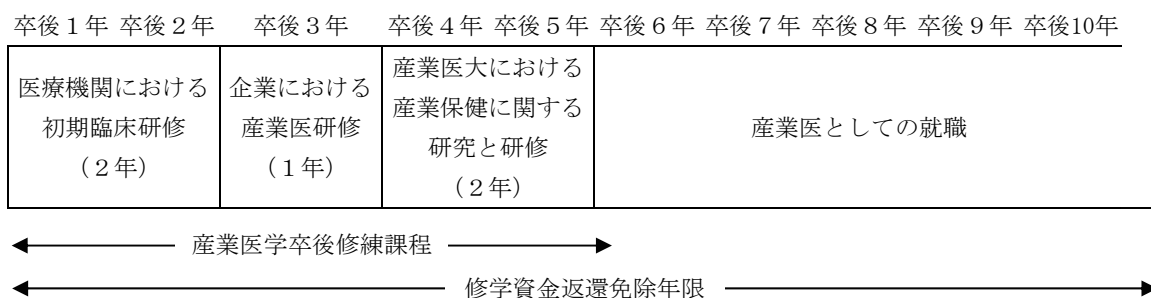 卒後１年 卒後２年 卒後３年 卒後４年 卒後５年 卒後６年 卒後７年 卒後８年 卒後９年 卒後10年
医療機関における
初期臨床研修
（２年）
企業における
産業医研修
（１年）
産業医大における
産業保健に関する
研究と研修
（２年）
産業医としての就職
産業医学卒後修練課程
修学資金返還免除年限